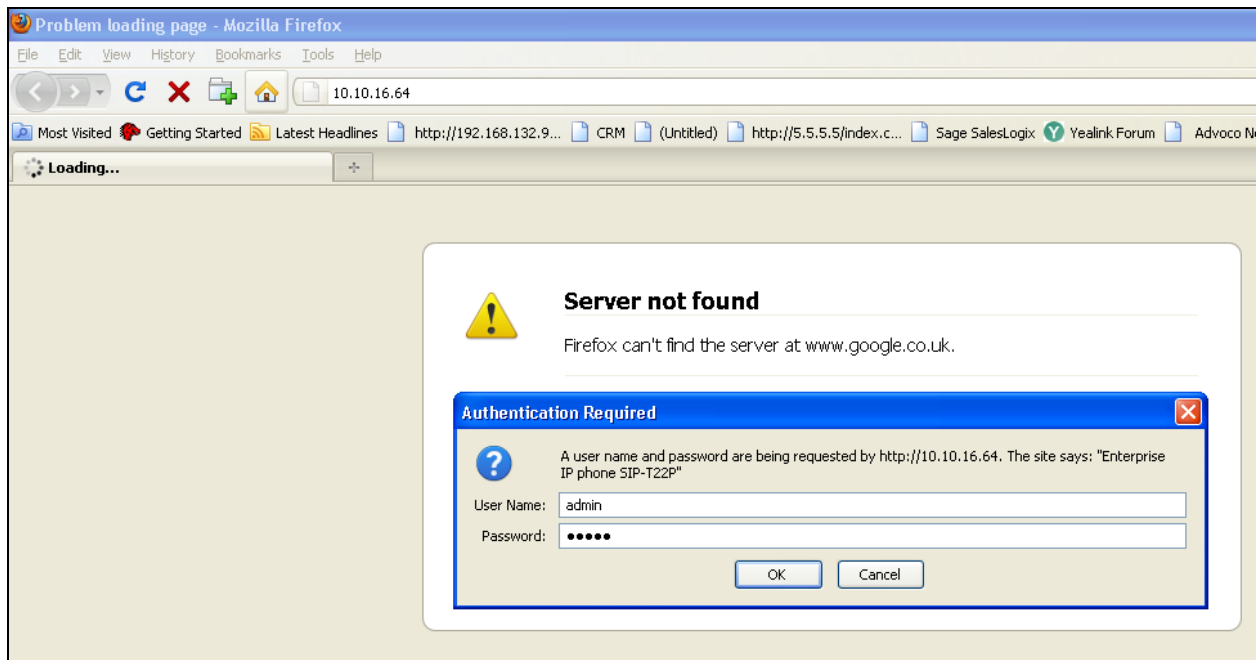 Problem loading page - Mozilla Firefox
File Edit View History Bookmarks Tools Help
10.10.16.64
Most Visited Getting Started Latest Headlines http://192.168.132.9... CRM (Untitled) http://5.5.5.5/index.c... Sage SalesLogix Y Yealink Forum Advoco N
Loading...
Server not found
Firefox can't find the server at www.google.co.uk.
Authentication Required
A user name and password are being requested by http://10.10.16.64. The site says: "Enterprise
IP phone SIP-T22P"
User Name: admin
Password: •••••
OK Cancel